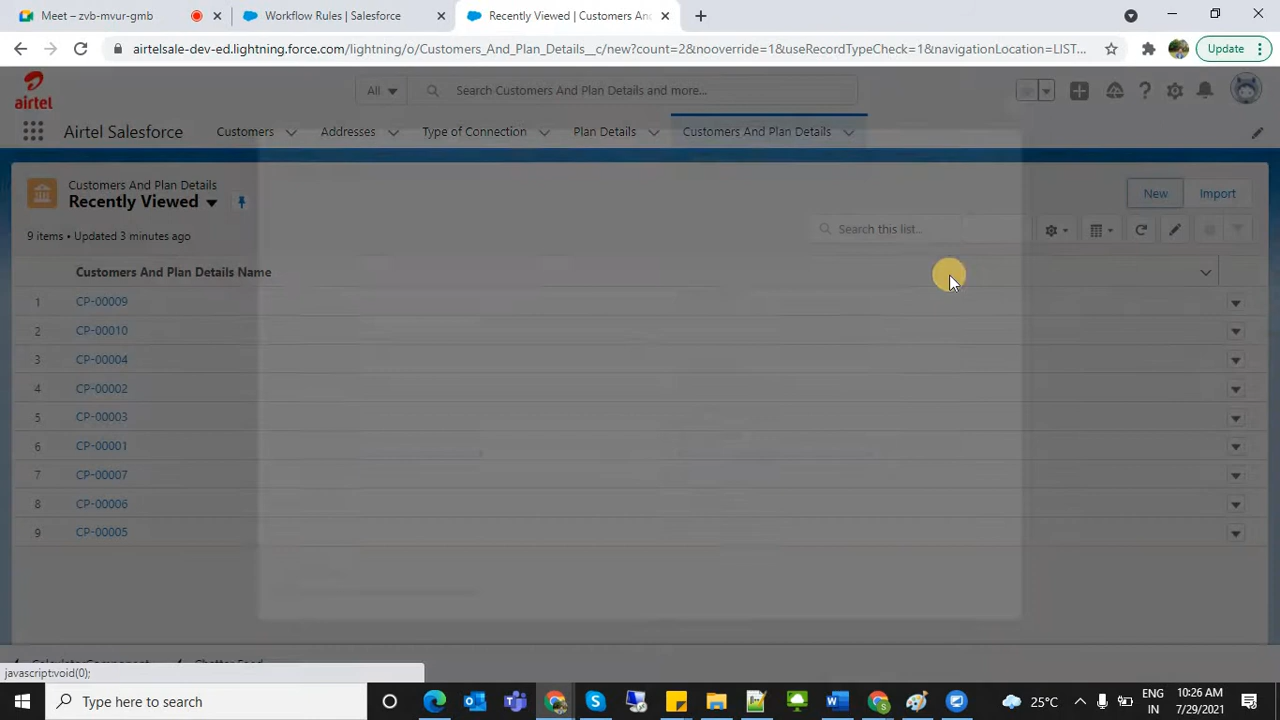 Meet – zvb-mvur-gmb
Workflow Rules | Salesforce
Recently Viewed | Customers And
airtelsale-dev-ed.lightning.force.com/lightning/o/Customers_And_Plan_Details__c/new?count=2&nooverride=1&useRecordTypeCheck=1&navigationLocation=LIST...
Update
airtel
All
Search Customers And Plan Details and more...
Airtel Salesforce
Customers
Addresses
Type of Connection
Plan Details
Customers And Plan Details
Customers And Plan Details
Recently Viewed
New
Import
9 items • Updated 3 minutes ago
Search this list...
Customers And Plan Details Name
1 CP-00009
2 CP-00010
3 CP-00004
4 CP-00002
5 CP-00003
6 CP-00001
7 CP-00007
8 CP-00006
9 CP-00005
CalculatorComponent
Chatter Feed
javascript:void(0);
Type here to search
25°C
ENG
IN
10:26 AM
7/29/2021